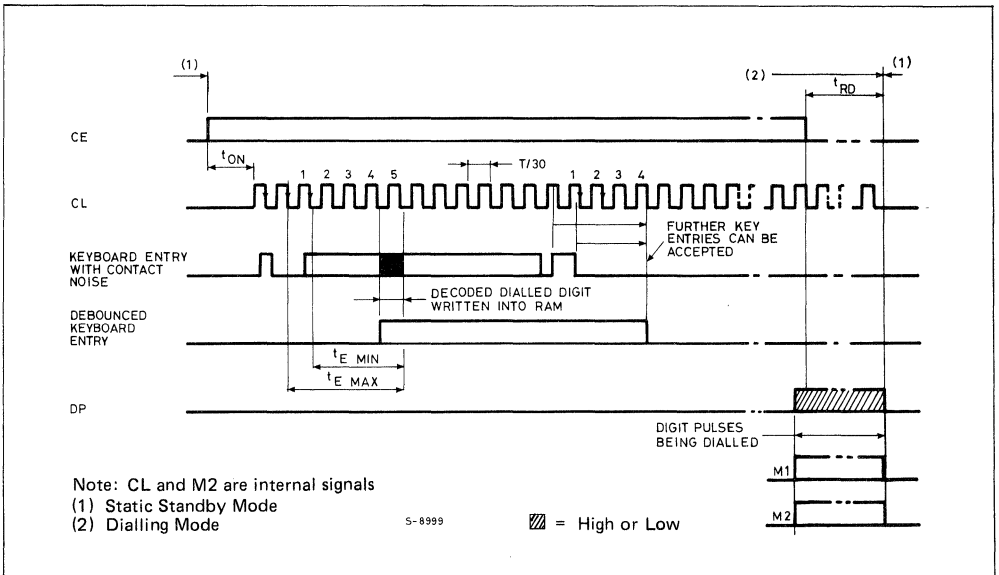 (1)
(2)
(1)
tRD
CE
tON
T/30
1 2 3 4 5
1 2 3 4
CL
FURTHER KEY
ENTRIES CAN BE
ACCEPTED
KEYBOARD ENTRY
WITH CONTACT
NOISE
DECODED DIALLED DIGIT
WRITTEN INTO RAM
DEBOUNCED
KEYBOARD
ENTRY
tE MIN
tE MAX
DP
DIGIT PULSES
BEING DIALLED
M1
M2
Note: CL and M2 are internal signals
(1) Static Standby Mode
(2) Dialling Mode
S-8999
= High or Low